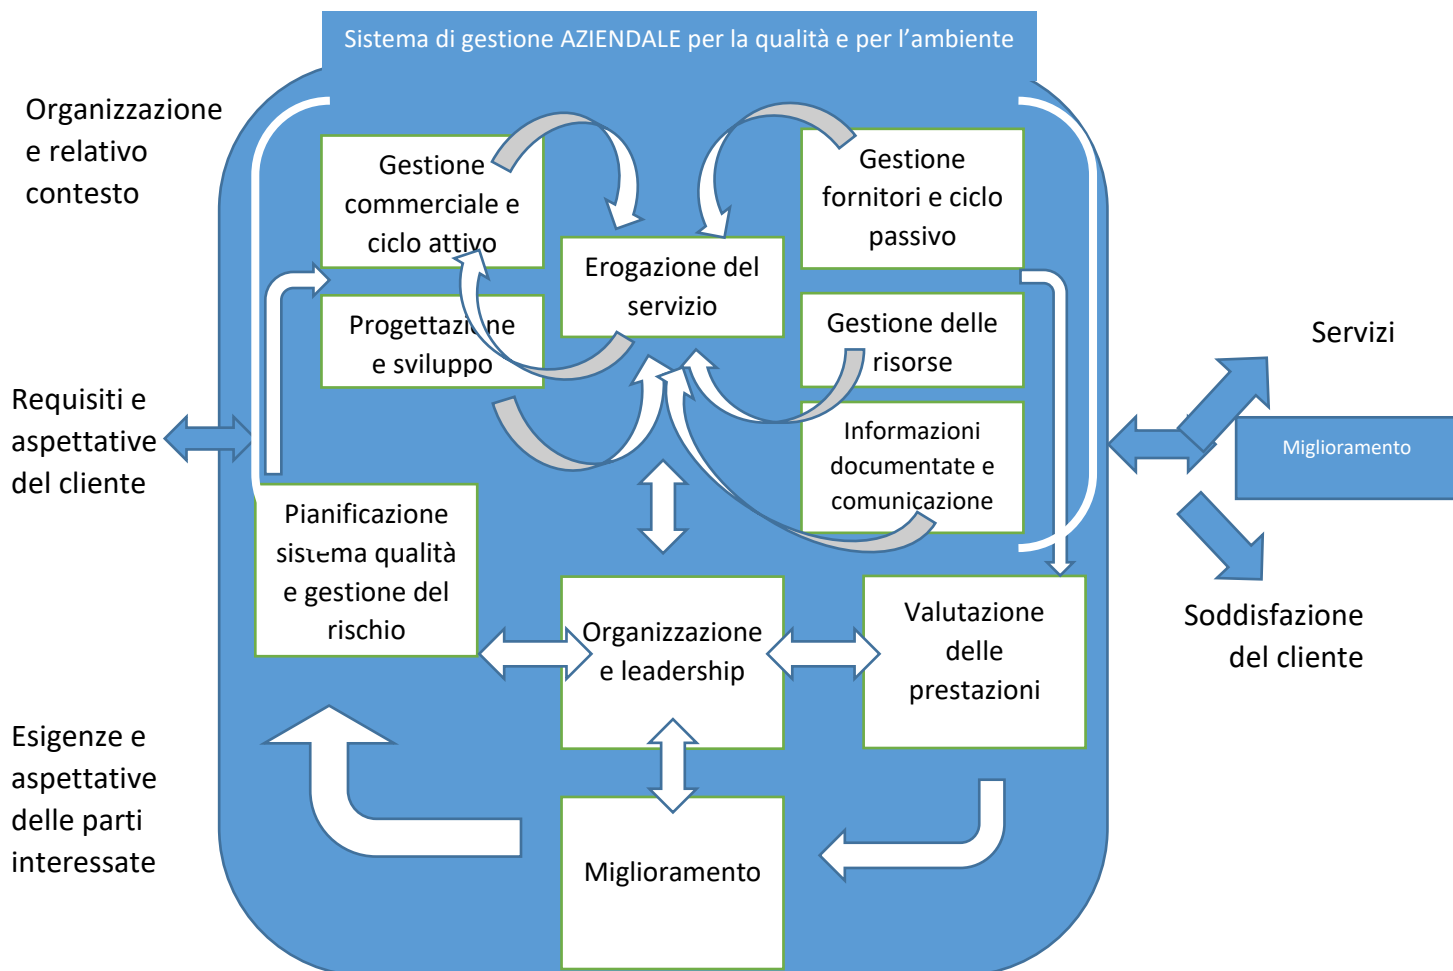 Sistema di gestione AZIENDALE per la qualità e per l’ambiente
Organizzazione
e relativo
contesto
Requisiti e
aspettative
del cliente
Esigenze e
aspettative
delle parti
interessate
Gestione
commerciale e
ciclo attivo
Progettazione
e sviluppo
Erogazione del
servizio
Gestione
fornitori e ciclo
passivo
Gestione delle
risorse
Informazioni
documentate e
comunicazione
Pianificazione
sistema qualità
e gestione del
rischio
Organizzazione
e leadership
Valutazione
delle
prestazioni
Miglioramento
Servizi
Miglioramento
Soddisfazione
del cliente